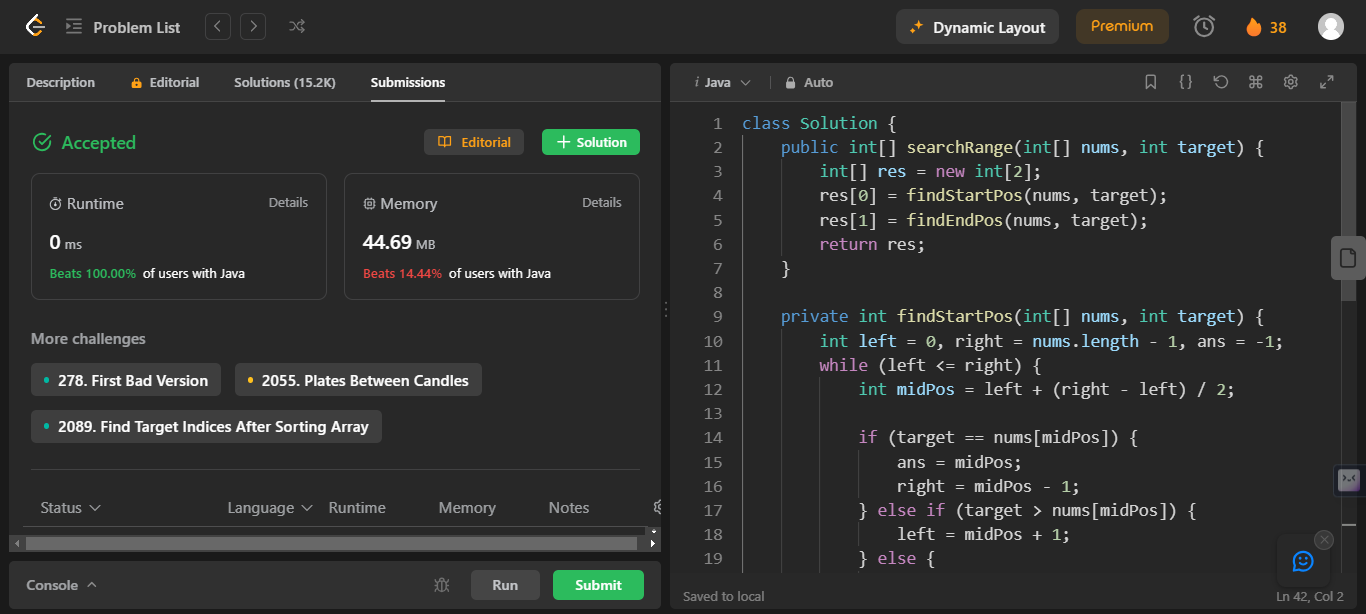 Problem List
Dynamic Layout
Premium
38
Description
Editorial
Solutions (15.2K)
Submissions
Accepted
Editorial
Solution
Runtime
Details
0 ms
Beats 100.00% of users with Java
Memory
Details
44.69 MB
Beats 14.44% of users with Java
More challenges
278. First Bad Version
2055. Plates Between Candles
2089. Find Target Indices After Sorting Array
Status
Language
Runtime
Memory
Notes
Console
Run
Submit
i Java
Auto
1 class Solution {
2 public int[] searchRange(int[] nums, int target) {
3 int[] res = new int[2];
4 res[0] = findStartPos(nums, target);
5 res[1] = findEndPos(nums, target);
6 return res;
7 }
8
9 private int findStartPos(int[] nums, int target) {
10 int left = 0, right = nums.length - 1, ans = -1;
11 while (left <= right) {
12 int midPos = left + (right - left) / 2;
13
14 if (target == nums[midPos]) {
15 ans = midPos;
16 right = midPos - 1;
17 } else if (target > nums[midPos]) {
18 left = midPos + 1;
19 } else {
Saved to local
Ln 42, Col 2